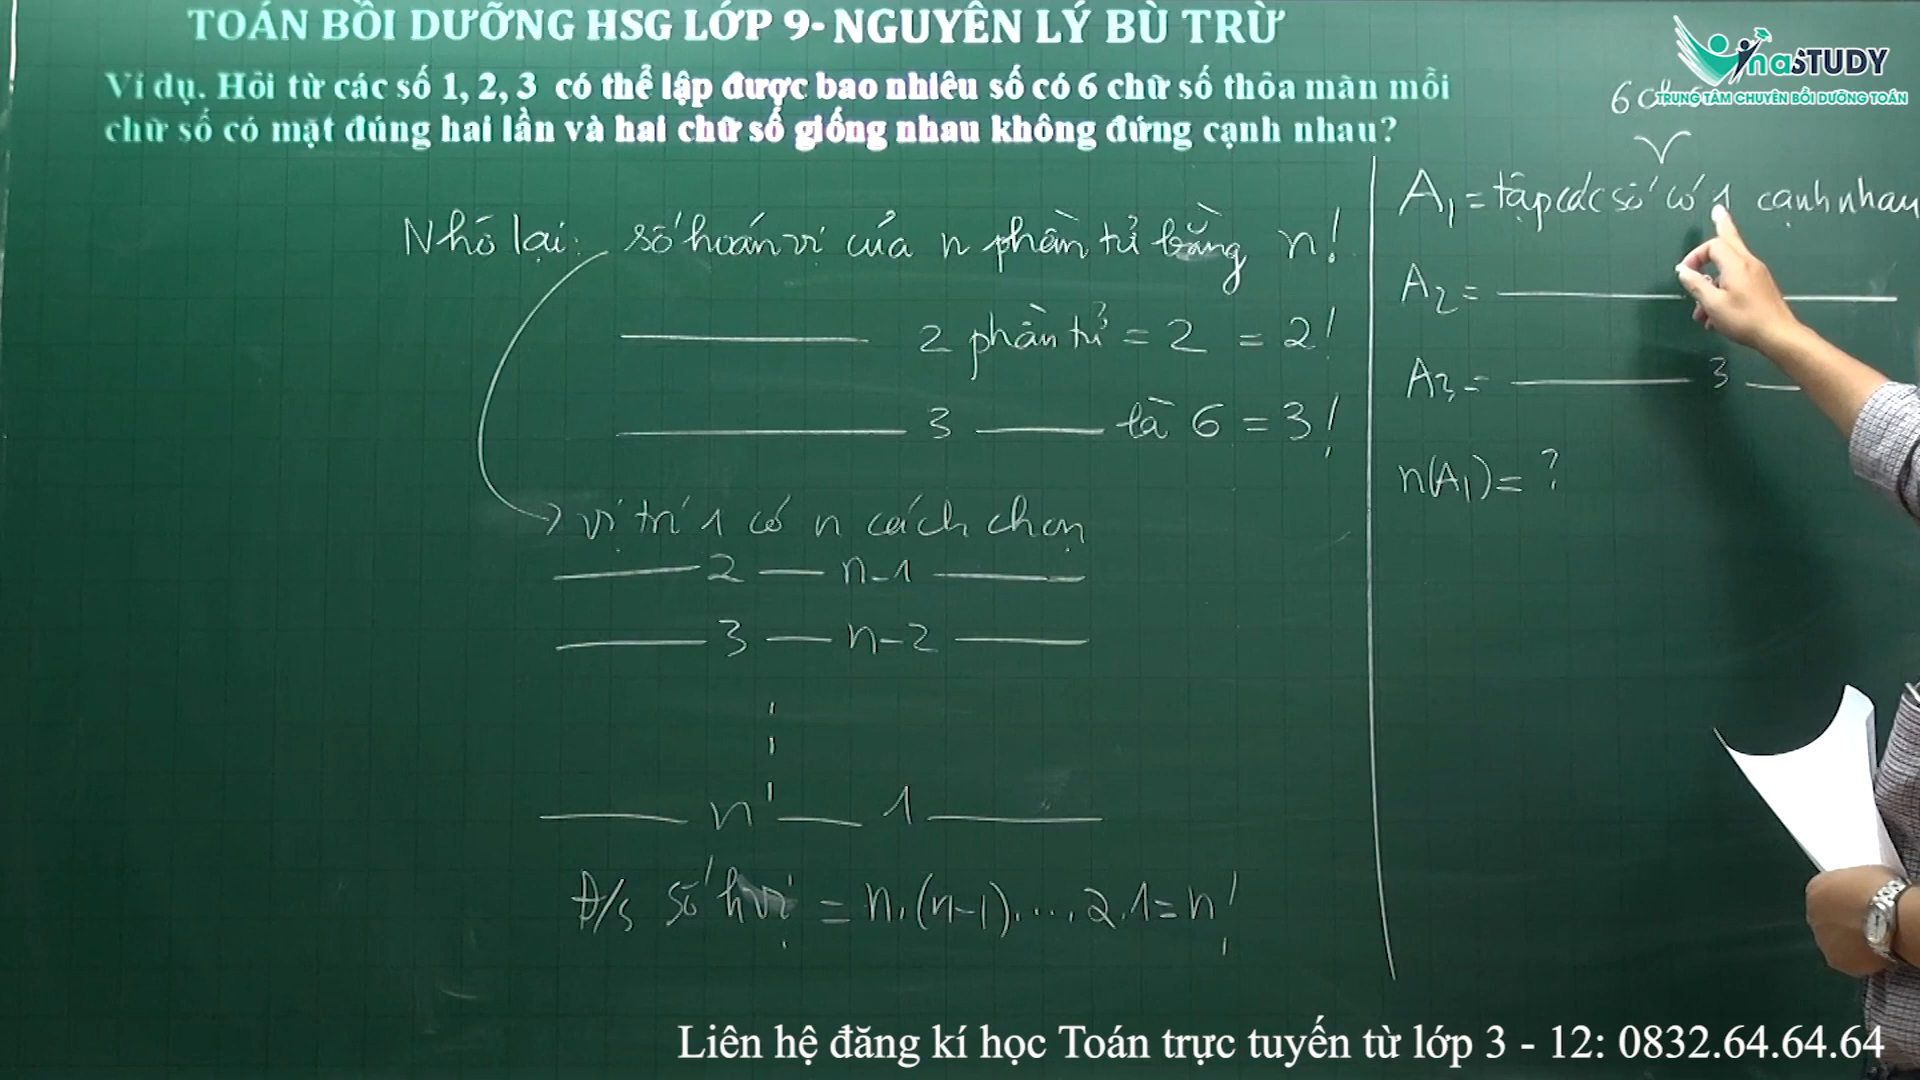 TOÁN BỒI DƯỠNG HSG LỚP 9- NGUYÊN LÝ BÙ TRỪ
Ví dụ. Hỏi từ các số 1, 2, 3 có thể lập được bao nhiêu số có 6 chữ số thỏa mãn mỗi
chữ số có mặt đúng hai lần và hai chữ số giống nhau không đứng cạnh nhau?
inaSTUDY
TRUNG TÂM CHUYÊN BỒI DƯỠNG TOÁN
Nhớ lại: số hoán vị của n phần tử bằng n!
2 phần tử = 2 = 2!
3 là 6 = 3!
→ vị trí 1 có n cách chọn
2 — n-1
3 — n-2
n — 1
Đ/s số hvị = n.(n-1)....2.1=n!
A₁ = tập các số có 1 cạnh nhau
A₂ =
A₃ = 3
n(A₁) = ?
Liên hệ đăng kí học Toán trực tuyến từ lớp 3 - 12: 0832.64.64.64